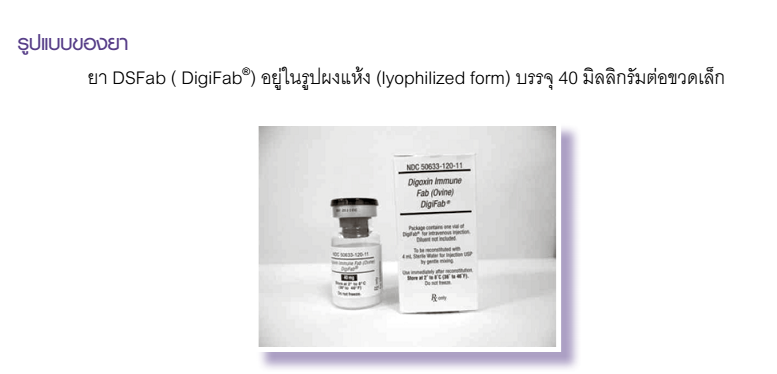 รูปแบบของยา
ยา DSFab ( DigiFab®) อยู่ในรูปผงแห้ง (lyophilized form) บรรจุ 40 มิลลิกรัมต่อขวดเล็ก
NDC 50633-120-11
Digoxin Immune
Fab (Ovine)
DigiFab®
Package contains one vial of
DigiFab® for intravenous injection.
Diluent not included.
To be reconstituted with
4 mL Sterile Water for Injection USP
by gentle mixing.
Use immediately after reconstitution.
Store at 2° to 8°C (36° to 46°F).
Do not freeze.
℞ only
NDC 50633-120-11
Digoxin Immune Fab (Ovine)
DigiFab®
40 mg
Store at 2° to 8°C
(36° to 46°F)
Do not freeze.